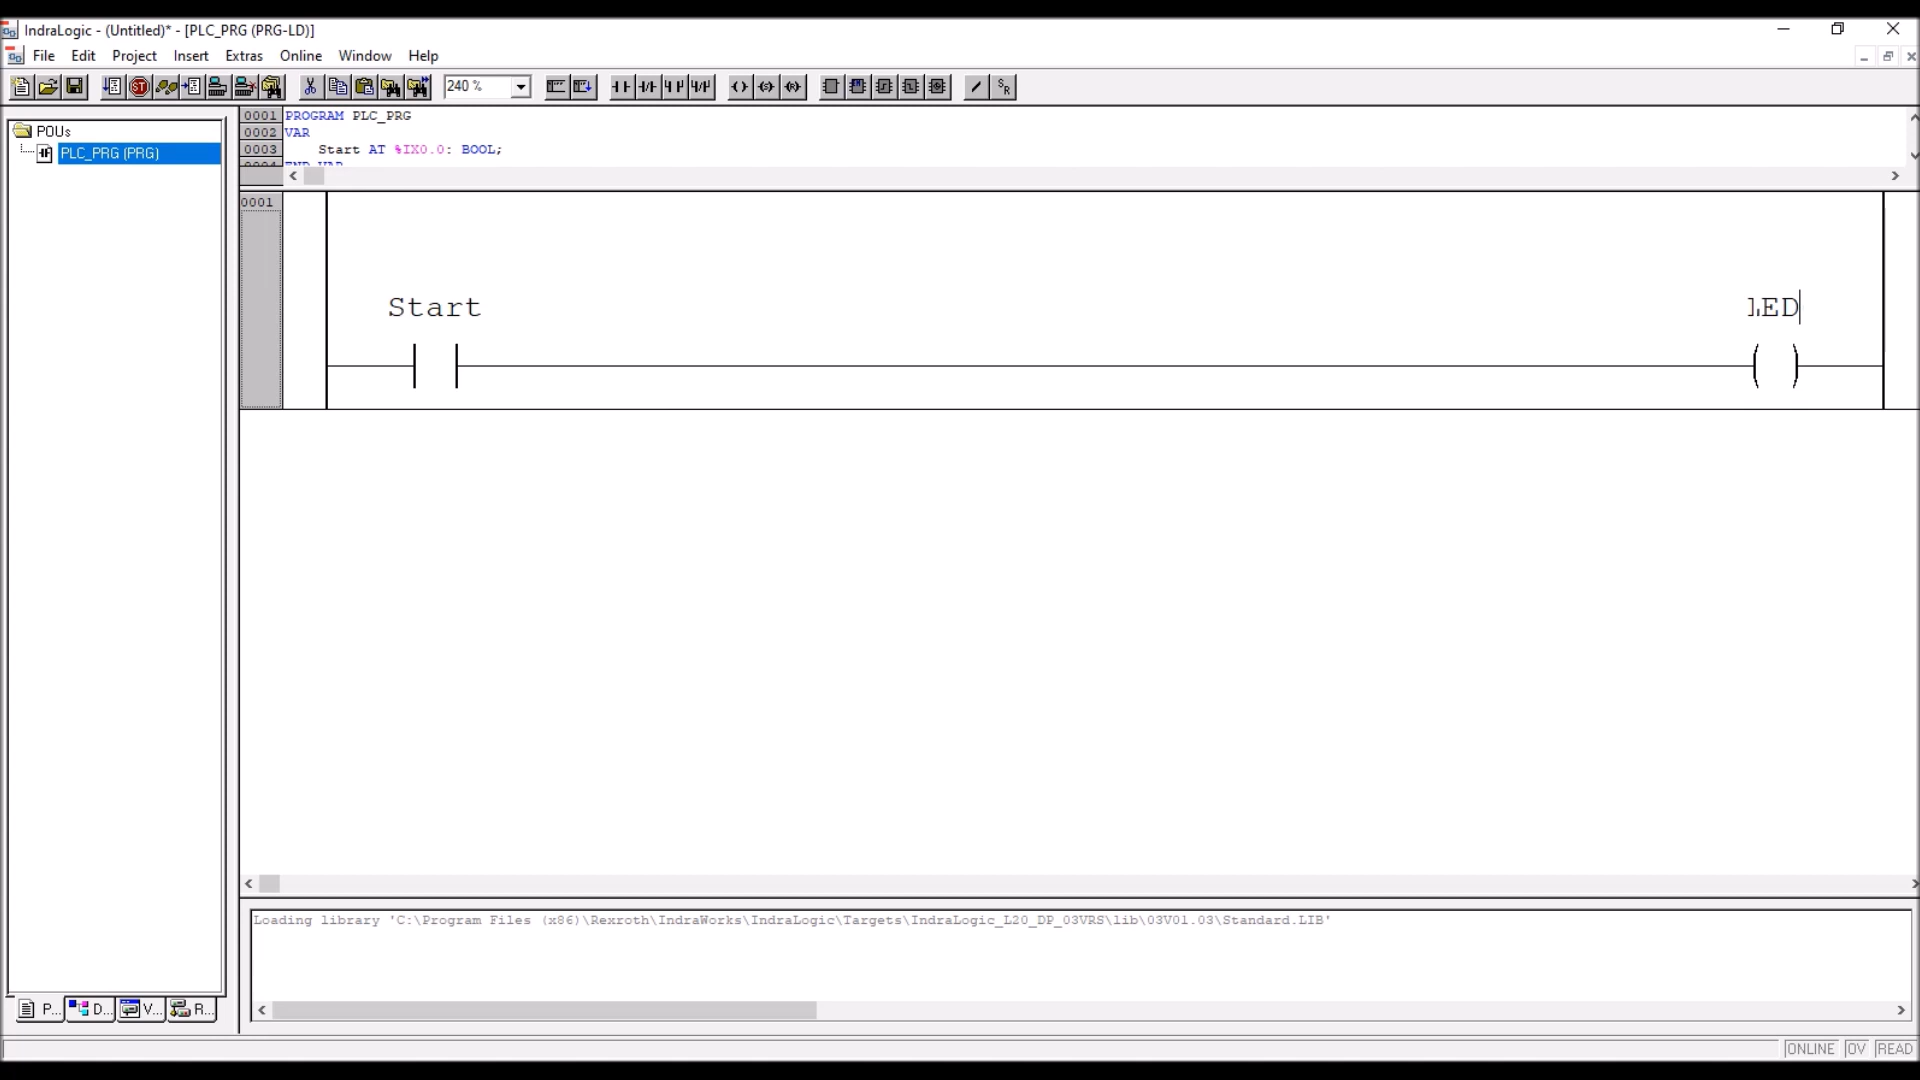 IndraLogic - (Untitled)* - [PLC_PRG (PRG-LD)]
File Edit Project Insert Extras Online Window Help
240 %
POUs
PLC_PRG (PRG)
0001 PROGRAM PLC_PRG
0002 VAR
0003 Start AT %IX0.0: BOOL;
0004 END_VAR
0001
Start LED
Loading library 'C:\Program Files (x86)\Rexroth\IndraWorks\IndraLogic\Targets\IndraLogic_L20_DP_03VRS\lib\03V01.03\Standard.LIB'
P... D... V... R...
ONLINE OV READ